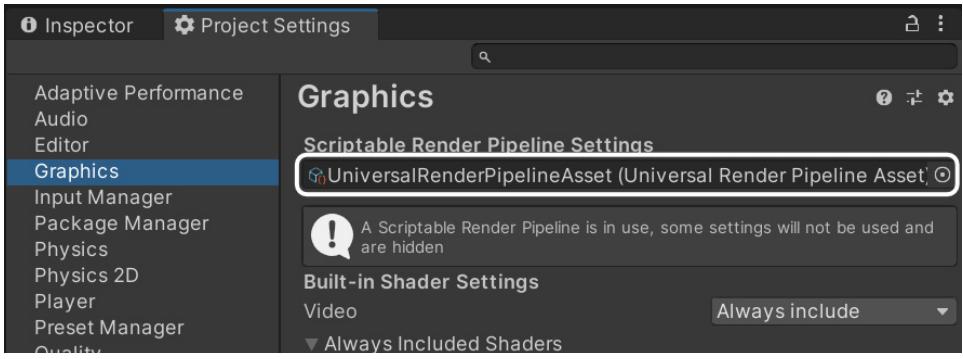 Inspector
Project Settings
Adaptive Performance
Audio
Editor
Graphics
Input Manager
Package Manager
Physics
Physics 2D
Player
Preset Manager
Quality
Graphics
Scriptable Render Pipeline Settings
UniversalRenderPipelineAsset (Universal Render Pipeline Asset)
A Scriptable Render Pipeline is in use, some settings will not be used and
are hidden
Built-in Shader Settings
Video
Always include
Always Included Shaders